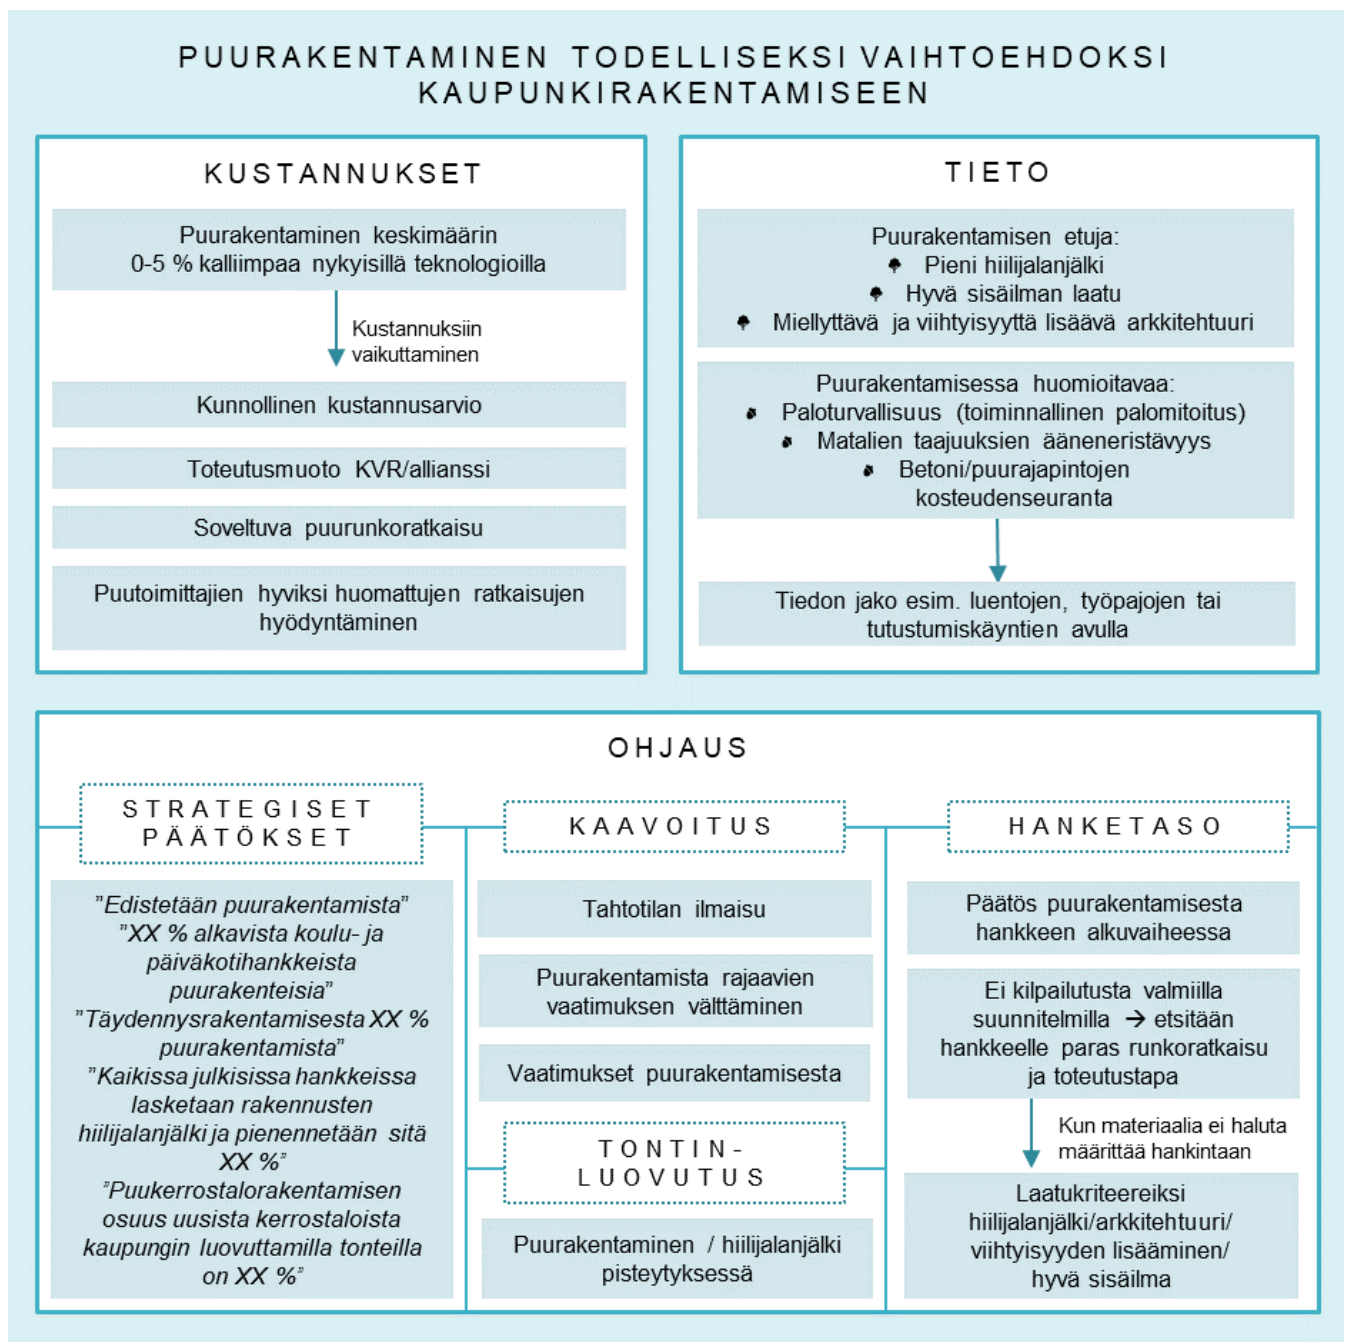 PUURAKENTAMINEN TODELLISEKSI VAIHTOEHDOKSI
KAUPUNKIRAKENTAMISEEN
KUSTANNUKSET
Puurakentaminen keskimäärin
0-5 % kalliimpaa nykyisillä teknologioilla
Kustannuksiin
vaikuttaminen
Kunnollinen kustannusarvio
Toteutusmuoto KVR/allianssi
Soveltuva puurunkoratkaisu
Puutoimittajien hyviksi huomattujen ratkaisujen
hyödyntäminen
TIETO
Puurakentamisen etuja:
Pieni hiilijalanjälki
Hyvä sisäilman laatu
Miellyttävä ja viihtyisyyttä lisäävä arkkitehtuuri
Puurakentamisessa huomioitavaa:
Paloturvallisuus (toiminnallinen palomitoitus)
Matalien taajuuksien ääneneristävyys
Betoni/puurajapintojen
kosteudenseuranta
Tiedon jako esim. luentojen, työpajojen tai
tutustumiskäyntien avulla
OHJAUS
STRATEGISET
PÄÄTÖKSET
”Edistetään puurakentamista”
”XX % alkavista koulu- ja
päiväkotihankkeista
puurakenteisia”
”Täydennysrakentamisesta XX %
puurakentamista”
”Kaikissa julkisissa hankkeissa
lasketaan rakennusten
hiilijalanjälki ja pienennetään sitä
XX %”
”Puukerrostalorakentamisen
osuus uusista kerrostaloista
kaupungin luovuttamilla tonteilla
on XX %”
KAAVOITUS
Tahtotilan ilmaisu
Puurakentamista rajaavien
vaatimuksen välttäminen
Vaatimukset puurakentamisesta
TONTIN-
LUOVUTUS
Puurakentaminen / hiilijalanjälki
pisteytyksessä
HANKETASO
Päätös puurakentamisesta
hankkeen alkuvaiheessa
Ei kilpailutusta valmiilla
suunnitelmilla → etsitään
hankkeelle paras runkoratkaisu
ja toteutustapa
Kun materiaalia ei haluta
määrittää hankintaan
Laatukriteereiksi
hiilijalanjälki/arkkitehtuuri/
viihtyisyyden lisääminen/
hyvä sisäilma